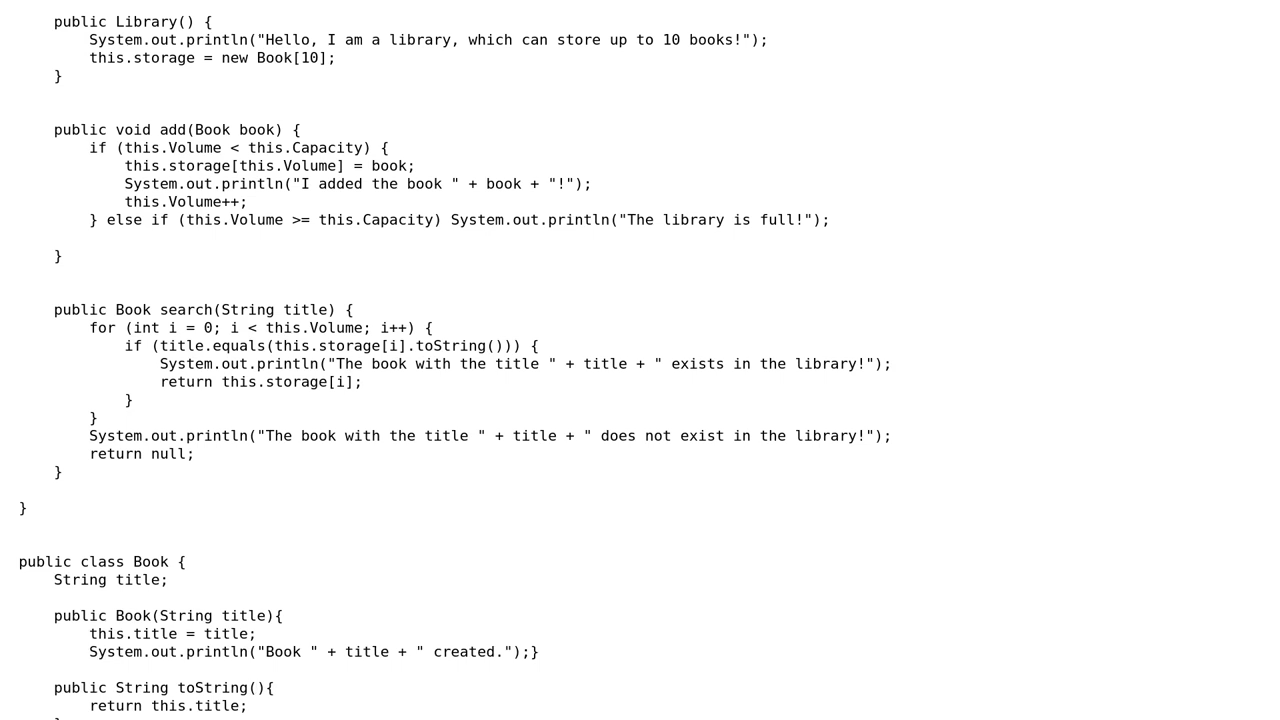 public Library() {
System.out.println("Hello, I am a library, which can store up to 10 books!");
this.storage = new Book[10];
}
public void add(Book book) {
if (this.Volume < this.Capacity) {
this.storage[this.Volume] = book;
System.out.println("I added the book " + book + "!");
this.Volume++;
} else if (this.Volume >= this.Capacity) System.out.println("The library is full!");
}
public Book search(String title) {
for (int i = 0; i < this.Volume; i++) {
if (title.equals(this.storage[i].toString())) {
System.out.println("The book with the title " + title + " exists in the library!");
return this.storage[i];
}
}
System.out.println("The book with the title " + title + " does not exist in the library!");
return null;
}
}
public class Book {
String title;
public Book(String title){
this.title = title;
System.out.println("Book " + title + " created.");}
public String toString(){
return this.title;